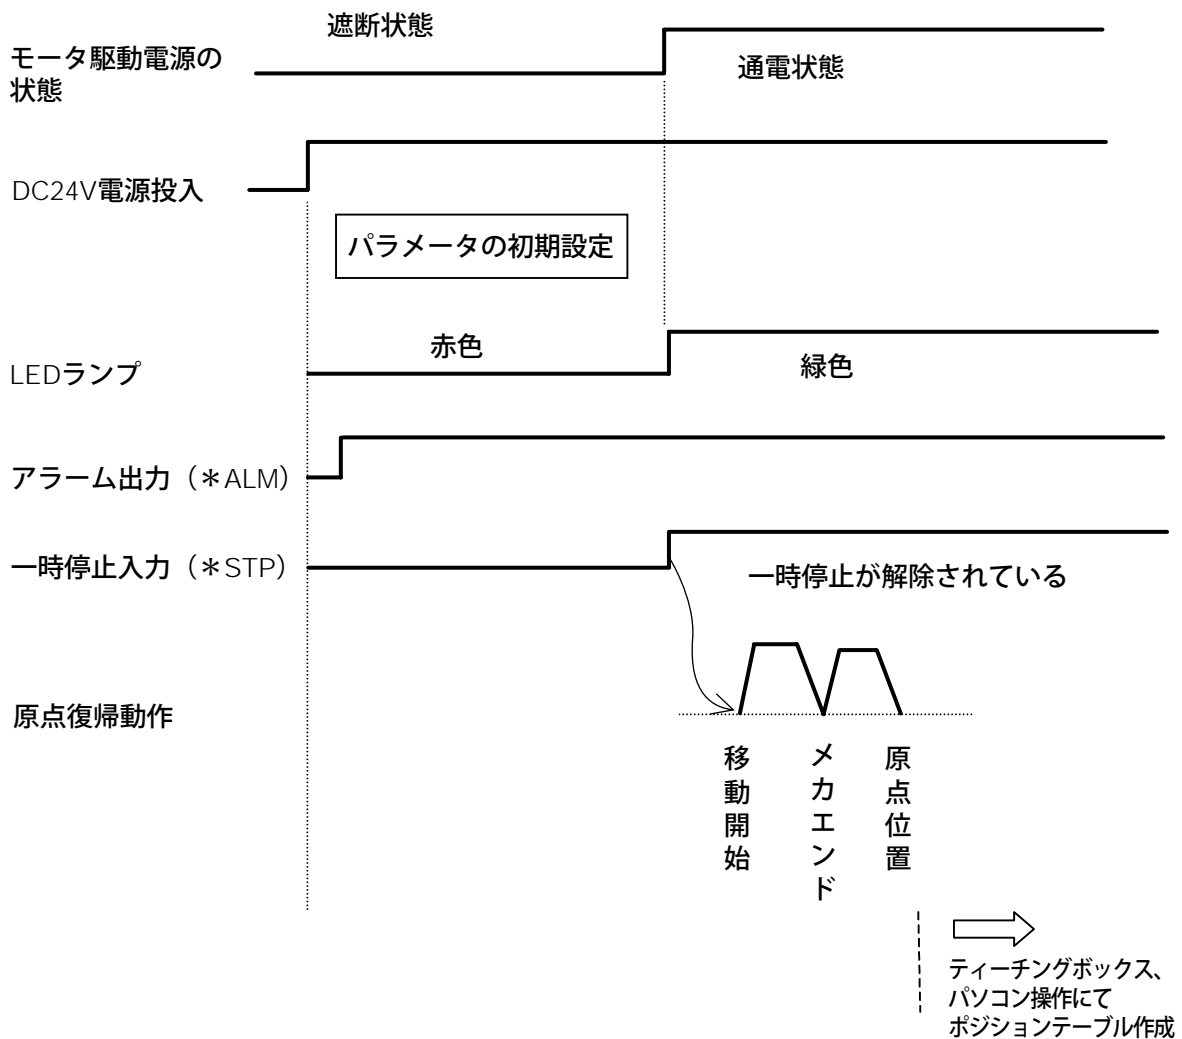 遮断状態
モータ駆動電源の
状態
通電状態
DC24V電源投入
パラメータの初期設定
赤色
LEDランプ
緑色
アラーム出力（＊ALM）
一時停止入力（＊STP）
一時停止が解除されている
原点復帰動作
移動開始
メカエンド
原点位置
ティーチングボックス、
パソコン操作にて
ポジションテーブル作成